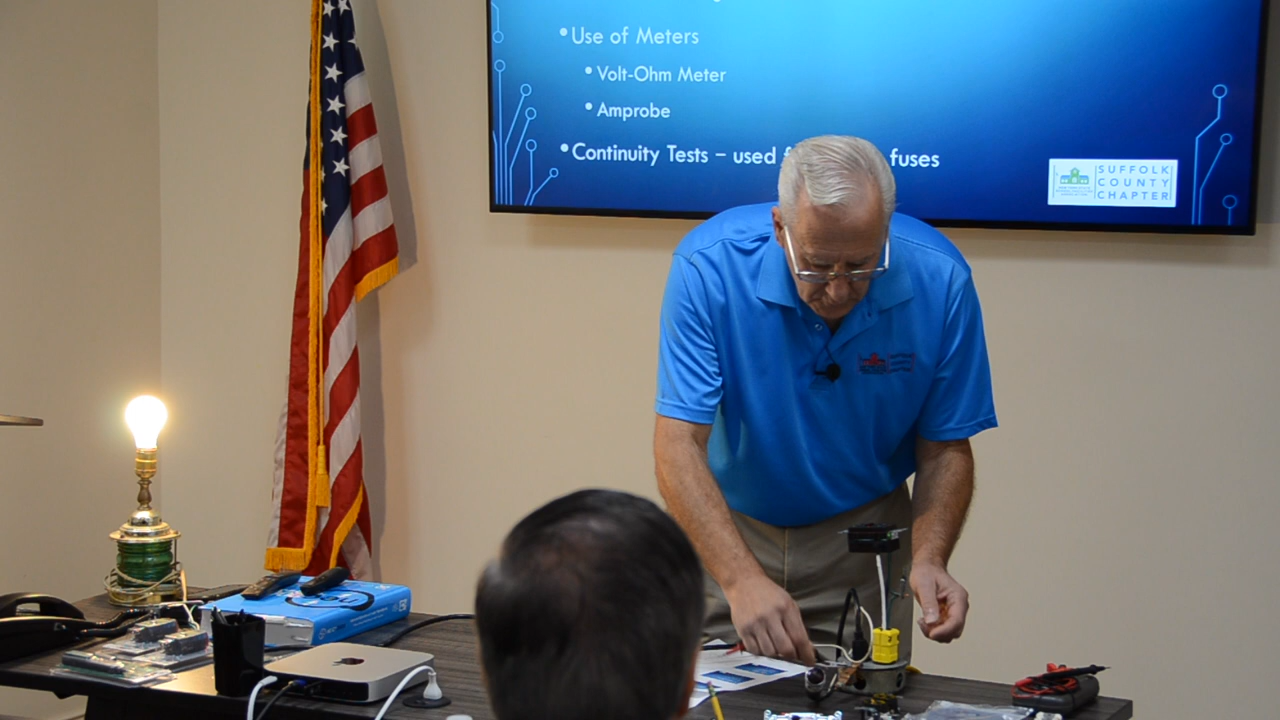 •Use of Meters
•Volt-Ohm Meter
•Amprobe
•Continuity Tests – used fuses
SUFFOLK
COUNTY
CHAPTER